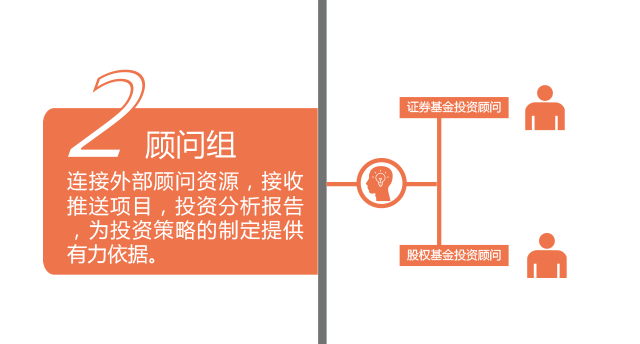 2
顾问组
连接外部顾问资源，接收
推送项目，投资分析报告
，为投资策略的制定提供
有力依据。
证券基金投资顾问
股权基金投资顾问